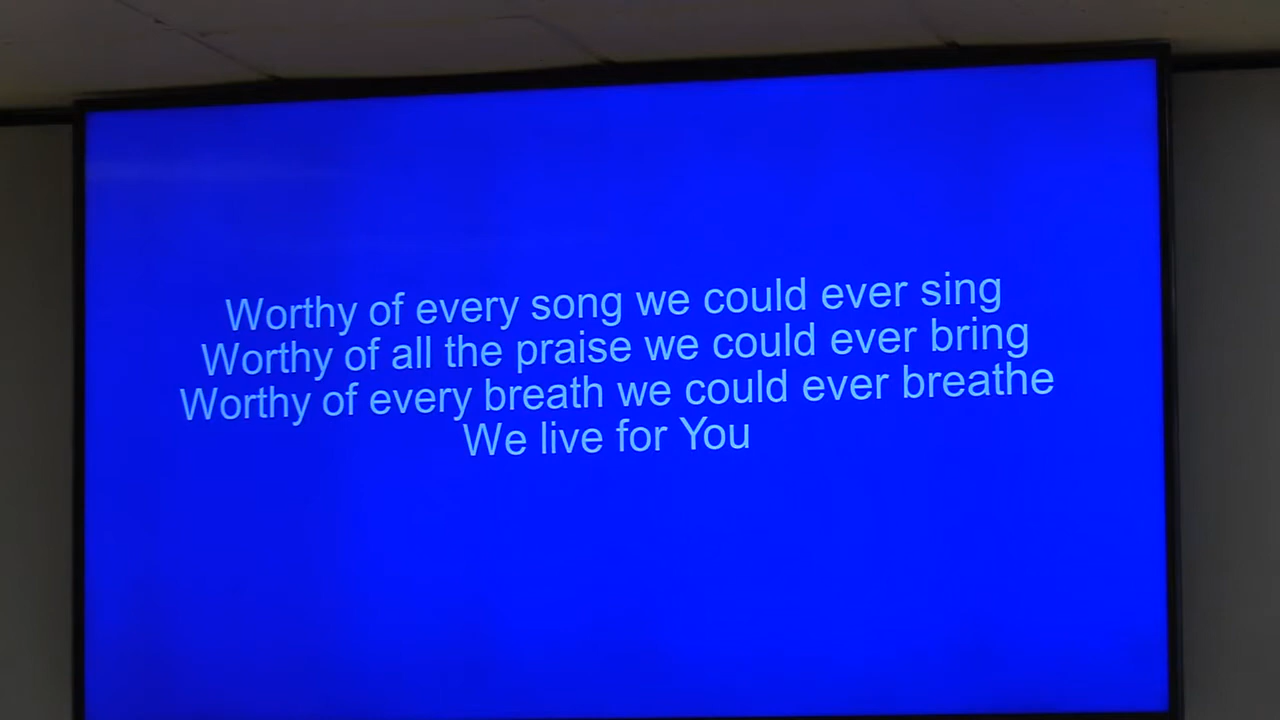 Worthy of every song we could ever sing
Worthy of all the praise we could ever bring
Worthy of every breath we could ever breathe
We live for You